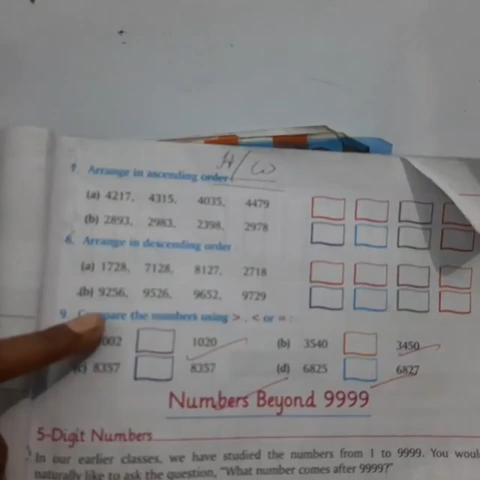 H/W
7. Arrange in ascending order
(a) 4217, 4315, 4035, 4479
(b) 2893, 2983, 2398, 2978
8. Arrange in descending order
(a) 1728, 7128, 8127, 2718
(b) 9256, 9526, 9652, 9729
9. Compare the numbers using > , < or = :
002 1020 (b) 3540 3450
(c) 8357 8357 (d) 6825 6827
Numbers Beyond 9999
5-Digit Numbers
In our earlier classes, we have studied the numbers from 1 to 9999. You woul
naturally like to ask the question, "What number comes after 9999?"